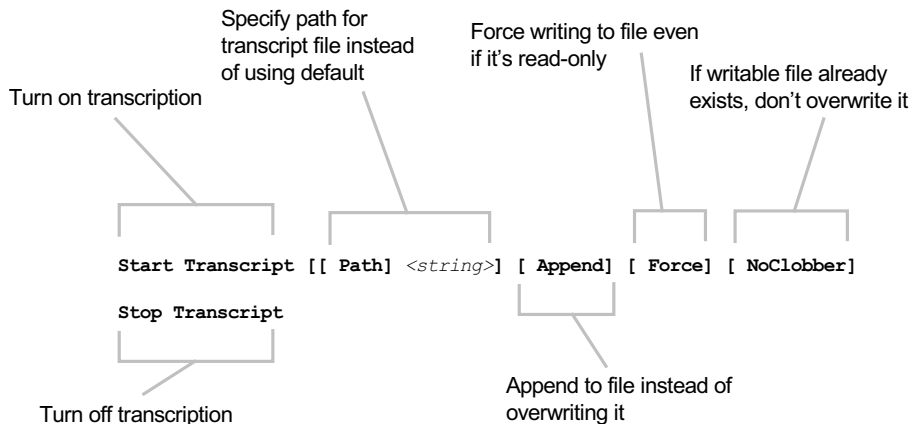 Specify path for
transcript file instead
of using default
Force writing to file even
if it's read-only
If writable file already
exists, don't overwrite it
Turn on transcription
Start Transcript [[ Path] <string>] [ Append] [ Force] [ NoClobber]
Stop Transcript
Append to file instead of
overwriting it
Turn off transcription